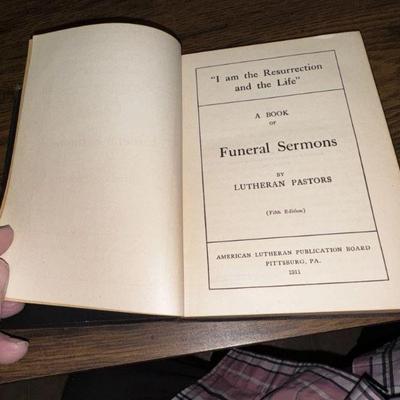 "I am the Resurrection
and the Life"
A BOOK
OF
Funeral Sermons
BY
LUTHERAN PASTORS
(Fifth Edition)
AMERICAN LUTHERAN PUBLICATION BOARD
PITTSBURG, PA.
1911